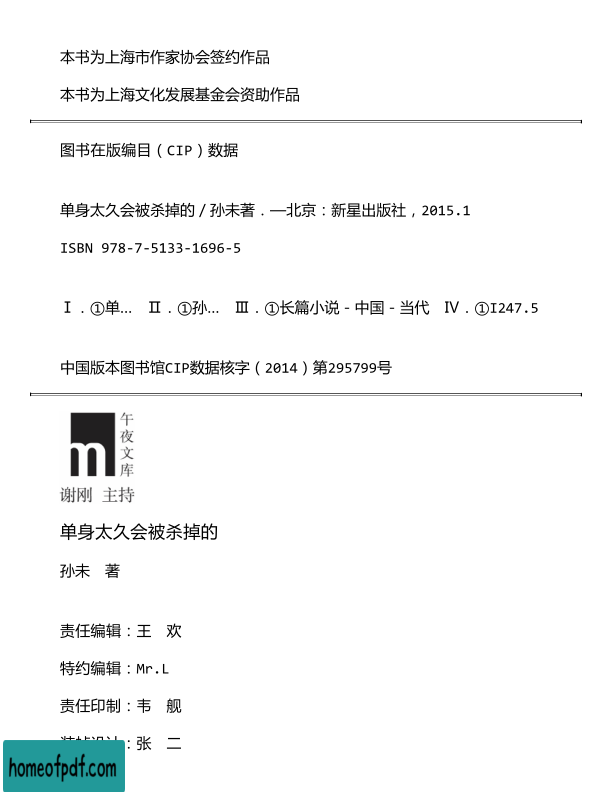 本书为上海市作家协会签约作品
本书为上海文化发展基金会资助作品
图书在版编目（CIP）数据
单身太久会被杀掉的／孙未著．—北京：新星出版社，2015.1
ISBN 978-7-5133-1696-5
Ⅰ．①单… Ⅱ．①孙… Ⅲ．①长篇小说－中国－当代 Ⅳ．①I247.5
中国版本图书馆CIP数据核字（2014）第295799号
m
午夜文库
谢刚 主持
单身太久会被杀掉的
孙未 著
责任编辑：王 欢
特约编辑：Mr.L
责任印制：韦 舰
装帧设计：张 二
homeofpdf.com